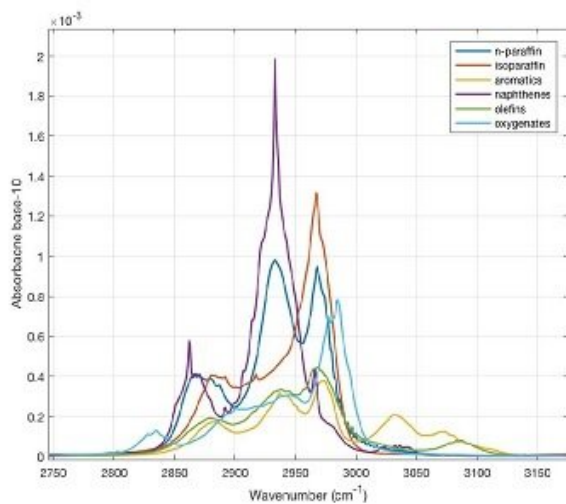 × 10⁻³
2
1.8
1.6
1.4
1.2
1
0.8
0.6
0.4
0.2
0
Absorbacne base-10
n-paraffin
isoparaffin
aromatics
naphthenes
olefins
oxygenates
2750 2800 2850 2900 2950 3000 3050 3100 3150
Wavenumber (cm⁻¹)